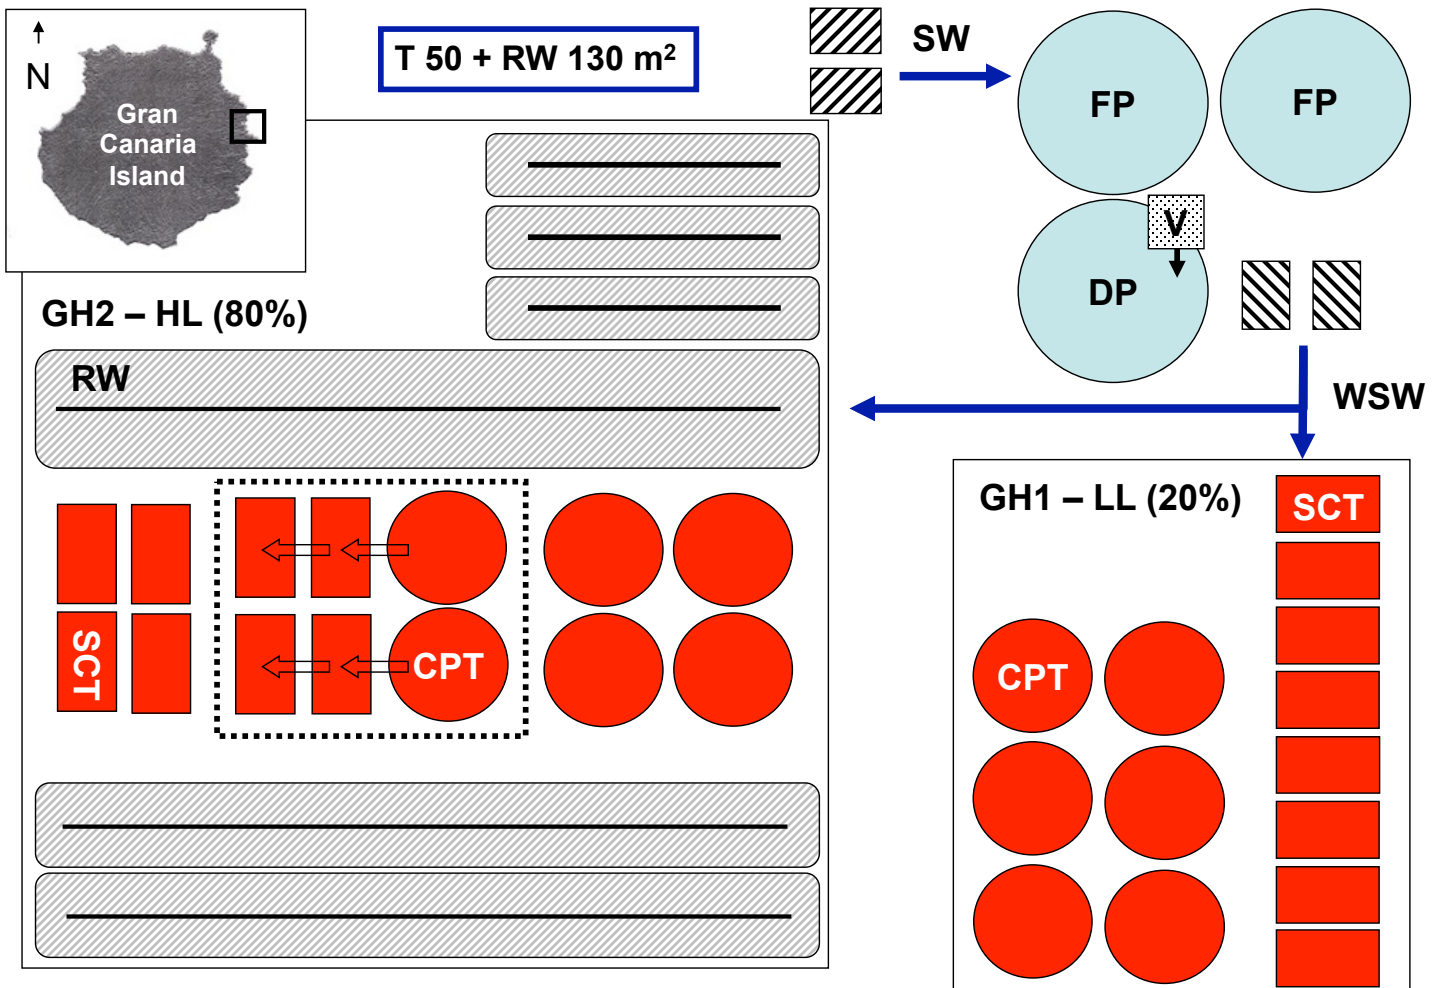 N
Gran
Canaria
Island
T 50 + RW 130 m²
SW
FP
FP
V
DP
WSW
GH2 – HL (80%)
RW
SCT
CPT
GH1 – LL (20%)
SCT
CPT